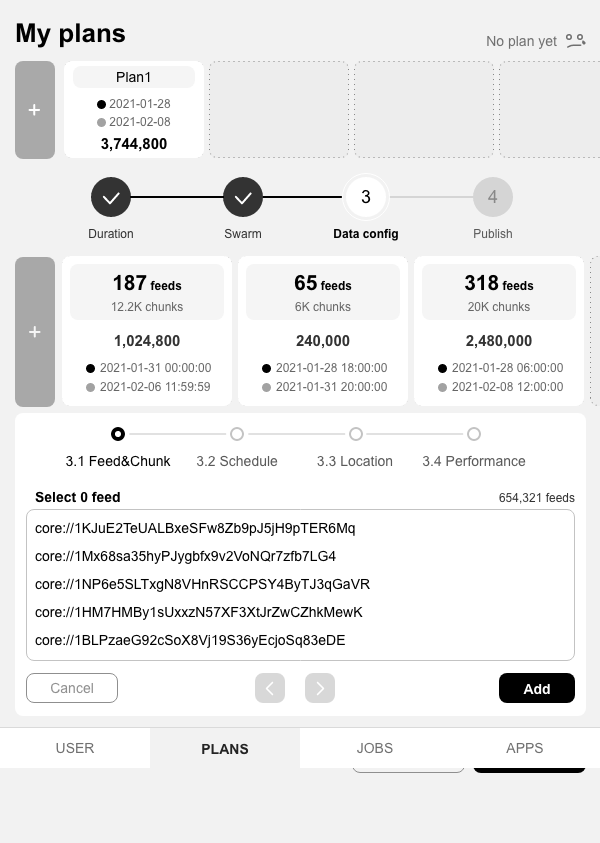 My plans
No plan yet
+
Plan1
2021-01-28
2021-02-08
3,744,800
3
4
Duration
Swarm
Data config
Publish
+
187 feeds
12.2K chunks
1,024,800
2021-01-31 00:00:00
2021-02-06 11:59:59
65 feeds
6K chunks
240,000
2021-01-28 18:00:00
2021-01-31 20:00:00
318 feeds
20K chunks
2,480,000
2021-01-28 06:00:00
2021-02-08 12:00:00
3.1 Feed&Chunk
3.2 Schedule
3.3 Location
3.4 Performance
Select 0 feed
654,321 feeds
core://1KJuE2TeUALBxeSFw8Zb9pJ5jH9pTER6Mq
core://1Mx68sa35hyPJygbfx9v2VoNQr7zfb7LG4
core://1NP6e5SLTxgN8VHnRSCCPSY4ByTJ3qGaVR
core://1HM7HMBy1sUxxzN57XF3XtJrZwCZhkMewK
core://1BLPzaeG92cSoX8Vj19S36yEcjoSq83eDE
Cancel
Add
USER
PLANS
JOBS
APPS